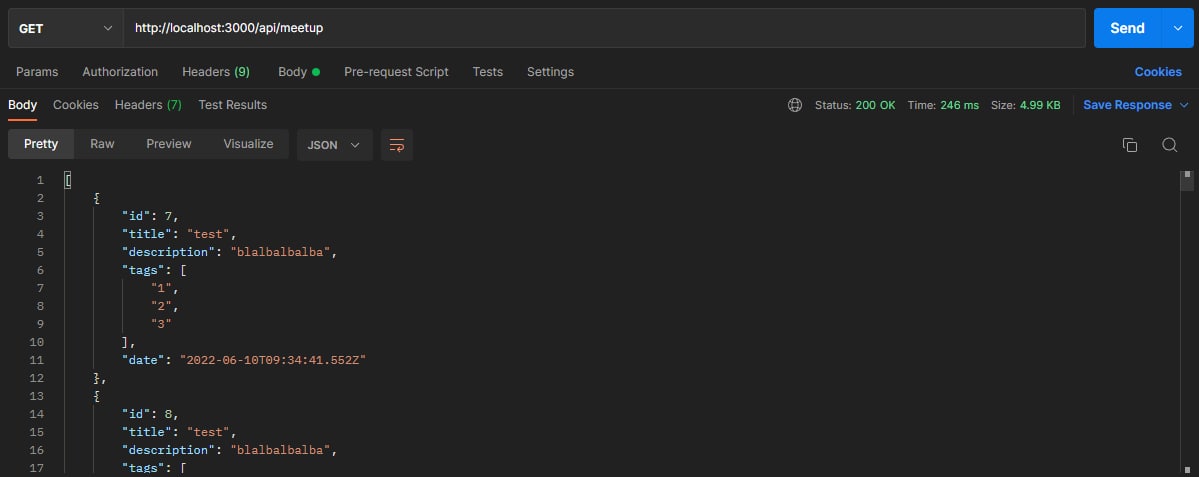 GET http://localhost:3000/api/meetup Send
Params Authorization Headers (9) Body Pre-request Script Tests Settings Cookies
Body Cookies Headers (7) Test Results Status: 200 OK Time: 246 ms Size: 4.99 KB Save Response
Pretty Raw Preview Visualize JSON
1 [
2 {
3 "id": 7,
4 "title": "test",
5 "description": "blalbalbalba",
6 "tags": [
7 "1",
8 "2",
9 "3"
10 ],
11 "date": "2022-06-10T09:34:41.552Z"
12 },
13 {
14 "id": 8,
15 "title": "test",
16 "description": "blalbalbalba",
17 "tags": [